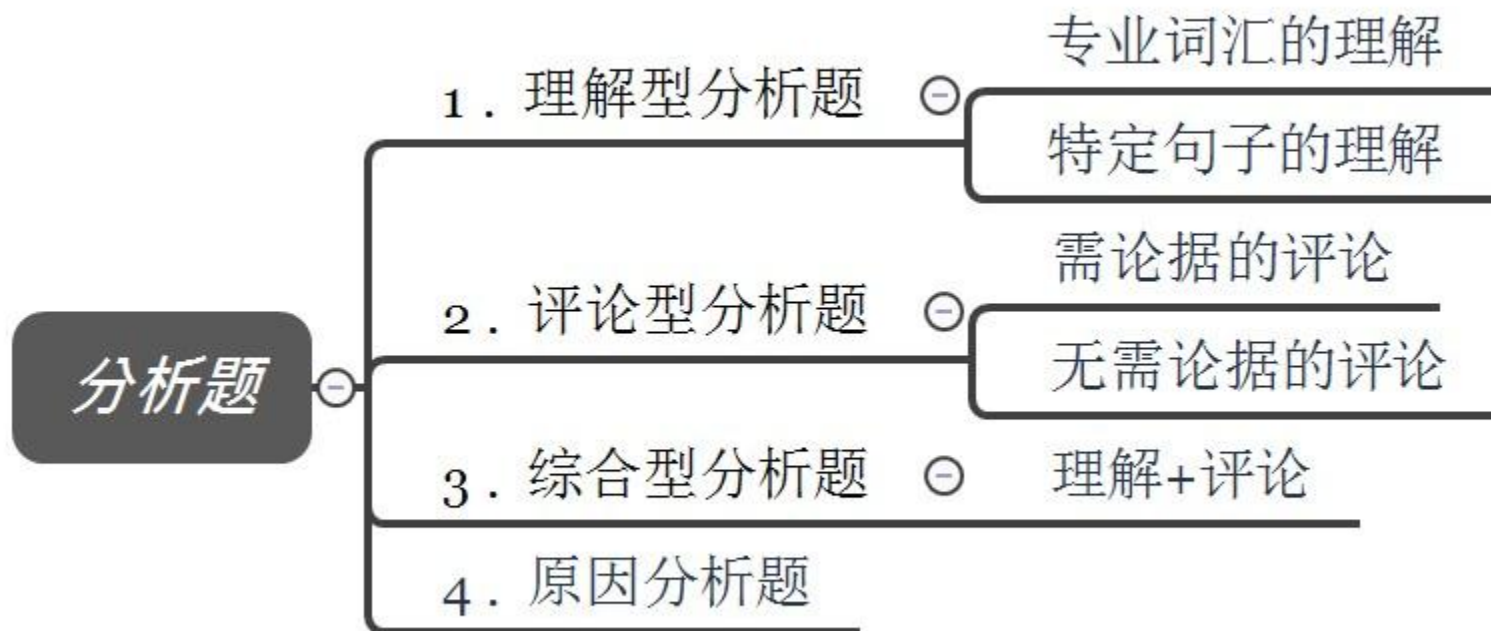 分析题
1．理解型分析题
专业词汇的理解
特定句子的理解
2．评论型分析题
需论据的评论
无需论据的评论
3．综合型分析题
理解+评论
4．原因分析题